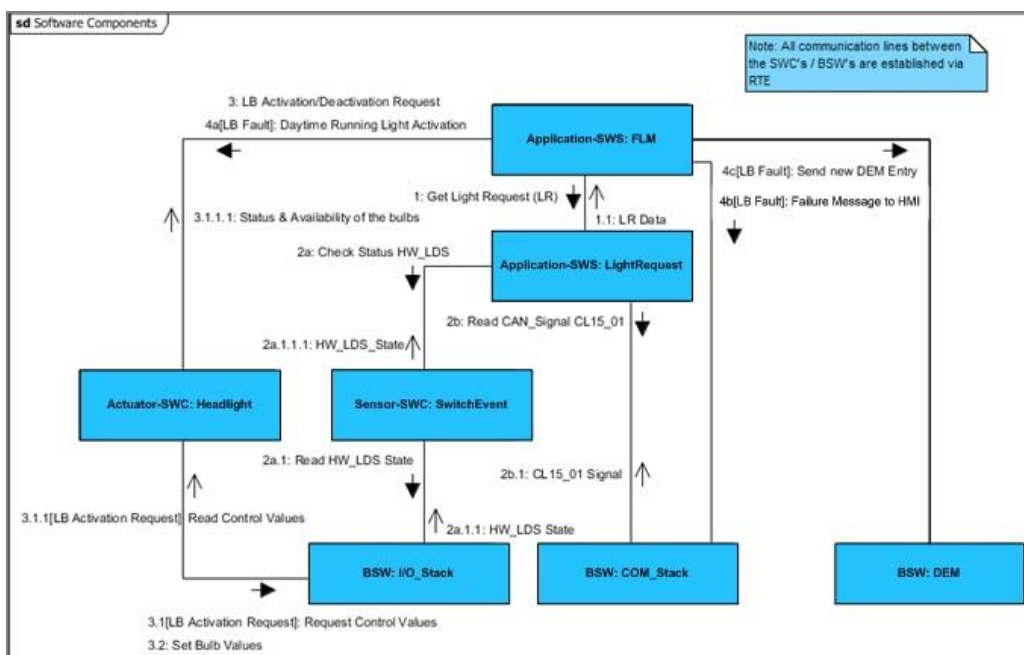 sd Software Components
Note: All communication lines between
the SWC's / BSW's are established via
RTE
3: LB Activation/Deactivation Request
4a[LB Fault]: Daytime Running Light Activation
Application-SWS: FLM
4c[LB Fault]: Send new DEM Entry
4b[LB Fault]: Failure Message to HMI
1: Get Light Request (LR)
1.1: LR Data
3.1.1.1: Status & Availability of the bulbs
2a: Check Status HW_LDS
Application-SWS: LightRequest
2b: Read CAN_Signal CL15_01
2a.1.1.1: HW_LDS_State
Actuator-SWC: Headlight
Sensor-SWC: SwitchEvent
2a.1: Read HW_LDS State
2b.1: CL15_01 Signal
3.1.1[LB Activation Request]: Read Control Values
2a.1.1: HW_LDS State
BSW: I/O_Stack
BSW: COM_Stack
BSW: DEM
3.1[LB Activation Request]: Request Control Values
3.2: Set Bulb Values